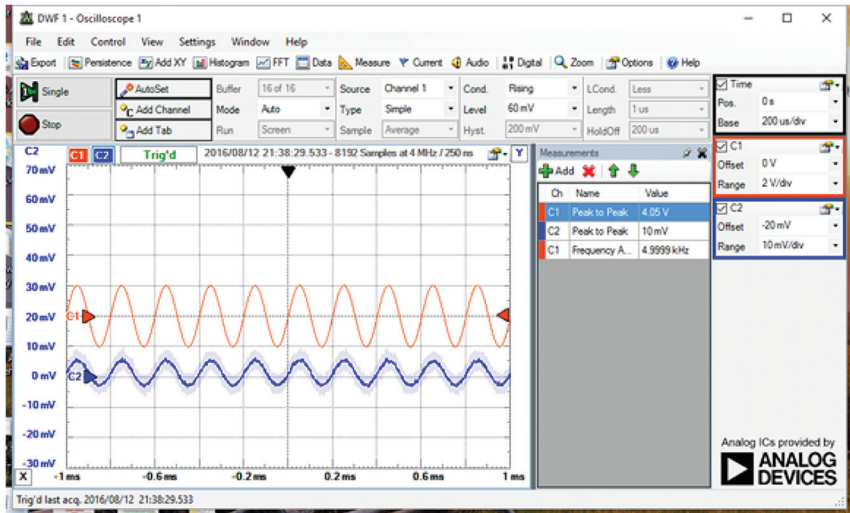 DWF 1 - Oscilloscope 1
File Edit Control View Settings Window Help
Export Persistence Add XY Histogram FFT Data Measure Current Audio Digital Zoom Options Help
Single AutoSet Buffer 16 of 16 Source Channel 1 Cond. Rising LCond. Less
Add Channel Mode Auto Type Simple Level 60 mV Length 1 us
Stop Add Tab Run Screen Sample Average Hyst. 200 mV HoldOff 200 us
Time
Pos. 0 s
Base 200 us/div
C1
Offset 0 V
Range 2 V/div
C2
Offset -20 mV
Range 10 mV/div
C2 C1 C2 Trig'd 2016/08/12 21:38:29.533 - 8192 Samples at 4 MHz / 250 ns Y
70 mV
60 mV
50 mV
40 mV
30 mV
20 mV
10 mV
0 mV
-10 mV
-20 mV
-30 mV
C1
C2
X -1 ms -0.6 ms -0.2 ms 0.2 ms 0.6 ms 1 ms
Measurements
Add
Ch Name Value
C1 Peak to Peak 4.05 V
C2 Peak to Peak 10 mV
C1 Frequency A... 4.9999 kHz
Analog ICs provided by
ANALOG
DEVICES
Trig'd last acq. 2016/08/12 21:38:29.533